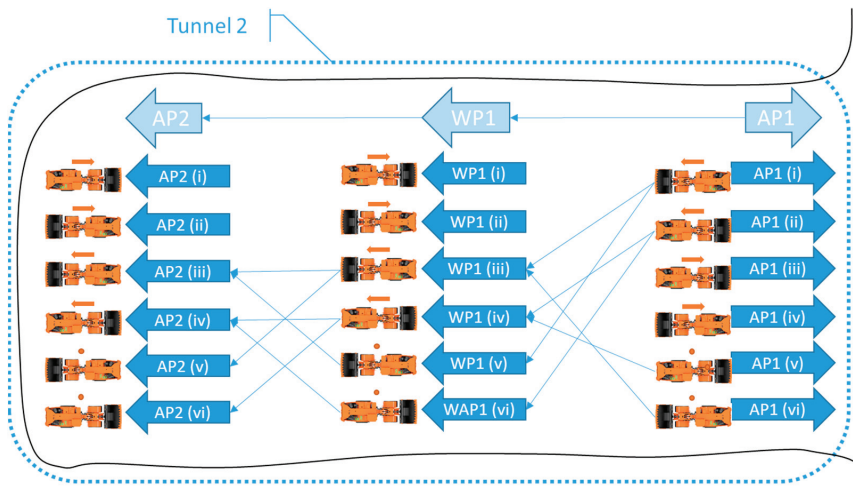 Tunnel 2
AP2 WP1 AP1
AP2 (i) WP1 (i) AP1 (i)
AP2 (ii) WP1 (ii) AP1 (ii)
AP2 (iii) WP1 (iii) AP1 (iii)
AP2 (iv) WP1 (iv) AP1 (iv)
AP2 (v) WP1 (v) AP1 (v)
AP2 (vi) WAP1 (vi) AP1 (vi)